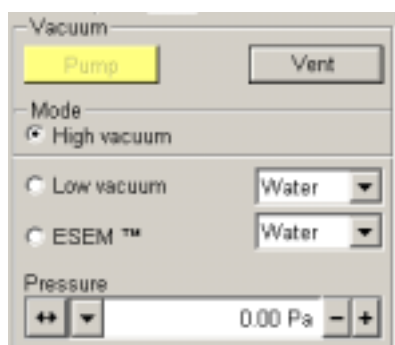 Vacuum
Pump Vent
Mode
High vacuum
Low vacuum Water
ESEM ™ Water
Pressure
0.00 Pa - +